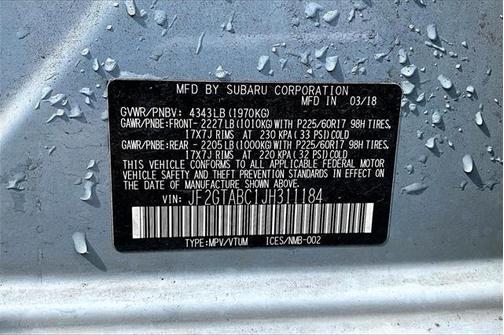 MFD BY SUBARU CORPORATION
GVWR/PNBV: 4343LB (1970KG) IN 03/18
GAWR/PNBE:FRONT-2227LB(1010KG)WITH P225/60R17 98H TIRES,
17X7J RIMS AT 230 KPA (33 PSI)COLD
GAWR/PNBE:REAR -2205LB(1000KG)WITH P225/60R17 98H TIRES,
17X7J RIMS AT 220 KPA (32 PSI)COLD
THIS VEHICLE CONFORMS TO ALL APPLICABLE
FEDERAL MOTOR VEHICLE SAFETY AND THEFT PREVENTION
STANDARDS IN EFFECT ON THE DATE OF MANUFACTURE SHOWN ABOVE.
VIN: JF2GTABC1JH311184
TYPE:MPV/VTUM ICES/NMB-002